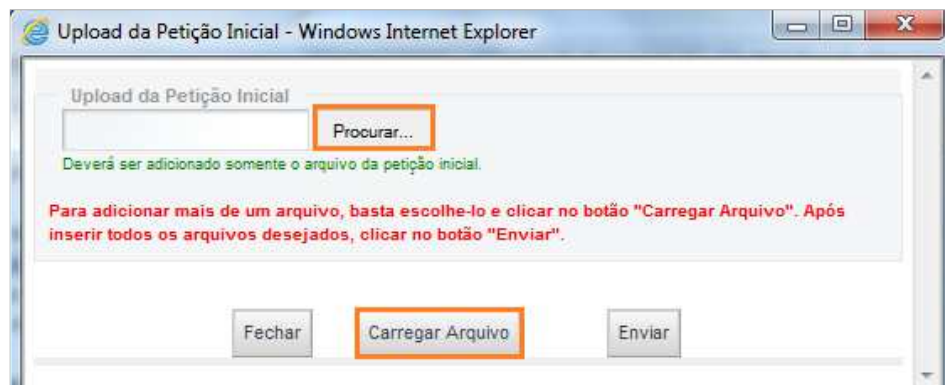 Upload da Petição Inicial - Windows Internet Explorer
Upload da Petição Inicial
Procurar...
Deverá ser adicionado somente o arquivo da petição inicial.
Para adicionar mais de um arquivo, basta escolhe-lo e clicar no botão "Carregar Arquivo". Após
inserir todos os arquivos desejados, clicar no botão "Enviar".
Fechar Carregar Arquivo Enviar